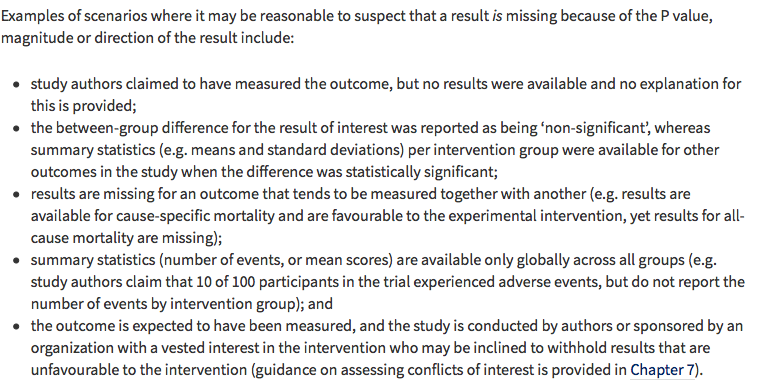 Examples of scenarios where it may be reasonable to suspect that a result is missing because of the P value,
magnitude or direction of the result include:
• study authors claimed to have measured the outcome, but no results were available and no explanation for
this is provided;
• the between-group difference for the result of interest was reported as being ‘non-significant’, whereas
summary statistics (e.g. means and standard deviations) per intervention group were available for other
outcomes in the study when the difference was statistically significant;
• results are missing for an outcome that tends to be measured together with another (e.g. results are
available for cause-specific mortality and are favourable to the experimental intervention, yet results for all-
cause mortality are missing);
• summary statistics (number of events, or mean scores) are available only globally across all groups (e.g.
study authors claim that 10 of 100 participants in the trial experienced adverse events, but do not report the
number of events by intervention group); and
• the outcome is expected to have been measured, and the study is conducted by authors or sponsored by an
organization with a vested interest in the intervention who may be inclined to withhold results that are
unfavourable to the intervention (guidance on assessing conflicts of interest is provided in Chapter 7).